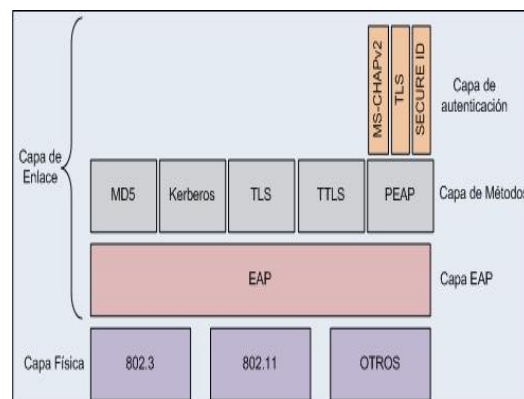 MS-CHAPv2
TLS
SECURE ID
Capa de
autenticación
Capa de
Enlace
MD5
Kerberos
TLS
TTLS
PEAP
Capa de Métodos
EAP
Capa EAP
Capa Física
802.3
802.11
OTROS